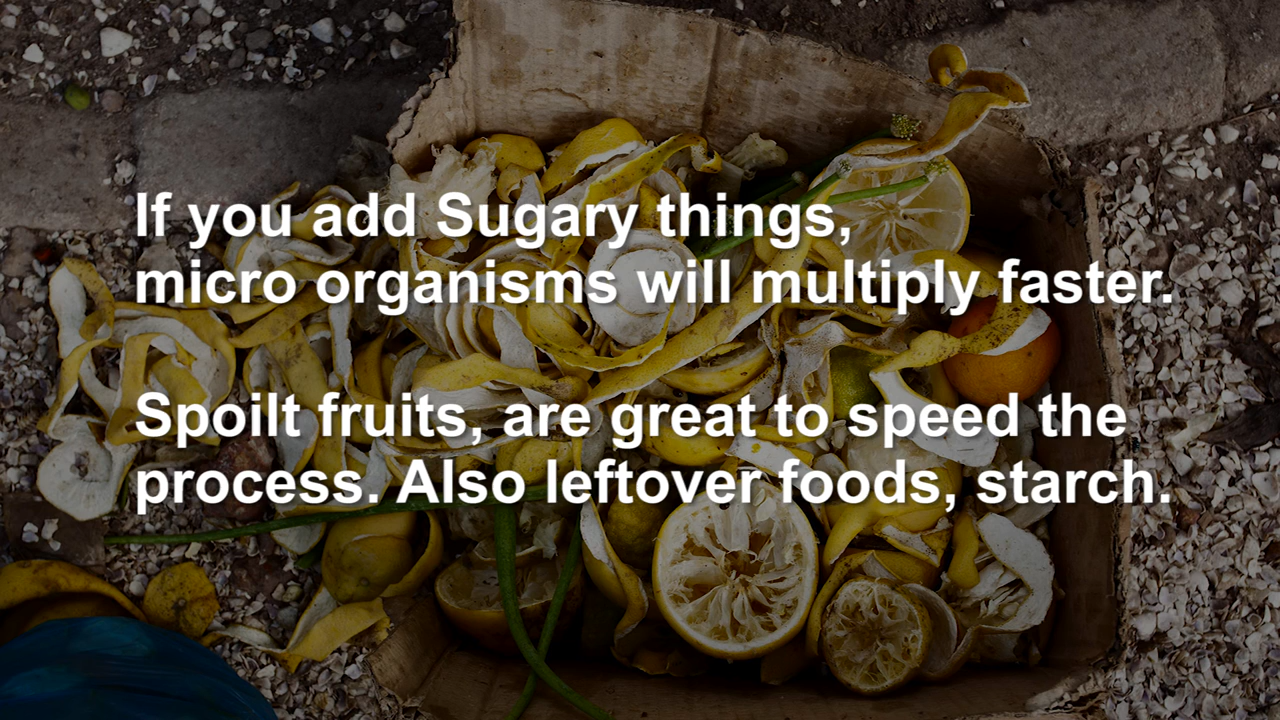 If you add Sugary things,
micro organisms will multiply faster.
Spoilt fruits, are great to speed the
process. Also leftover foods, starch.